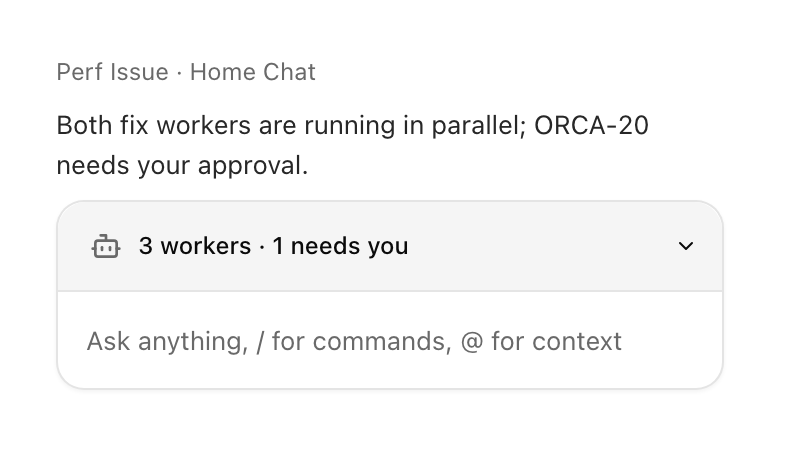 Perf Issue · Home Chat
Both fix workers are running in parallel; ORCA-20
needs your approval.
3 workers · 1 needs you
Ask anything, / for commands, @ for context